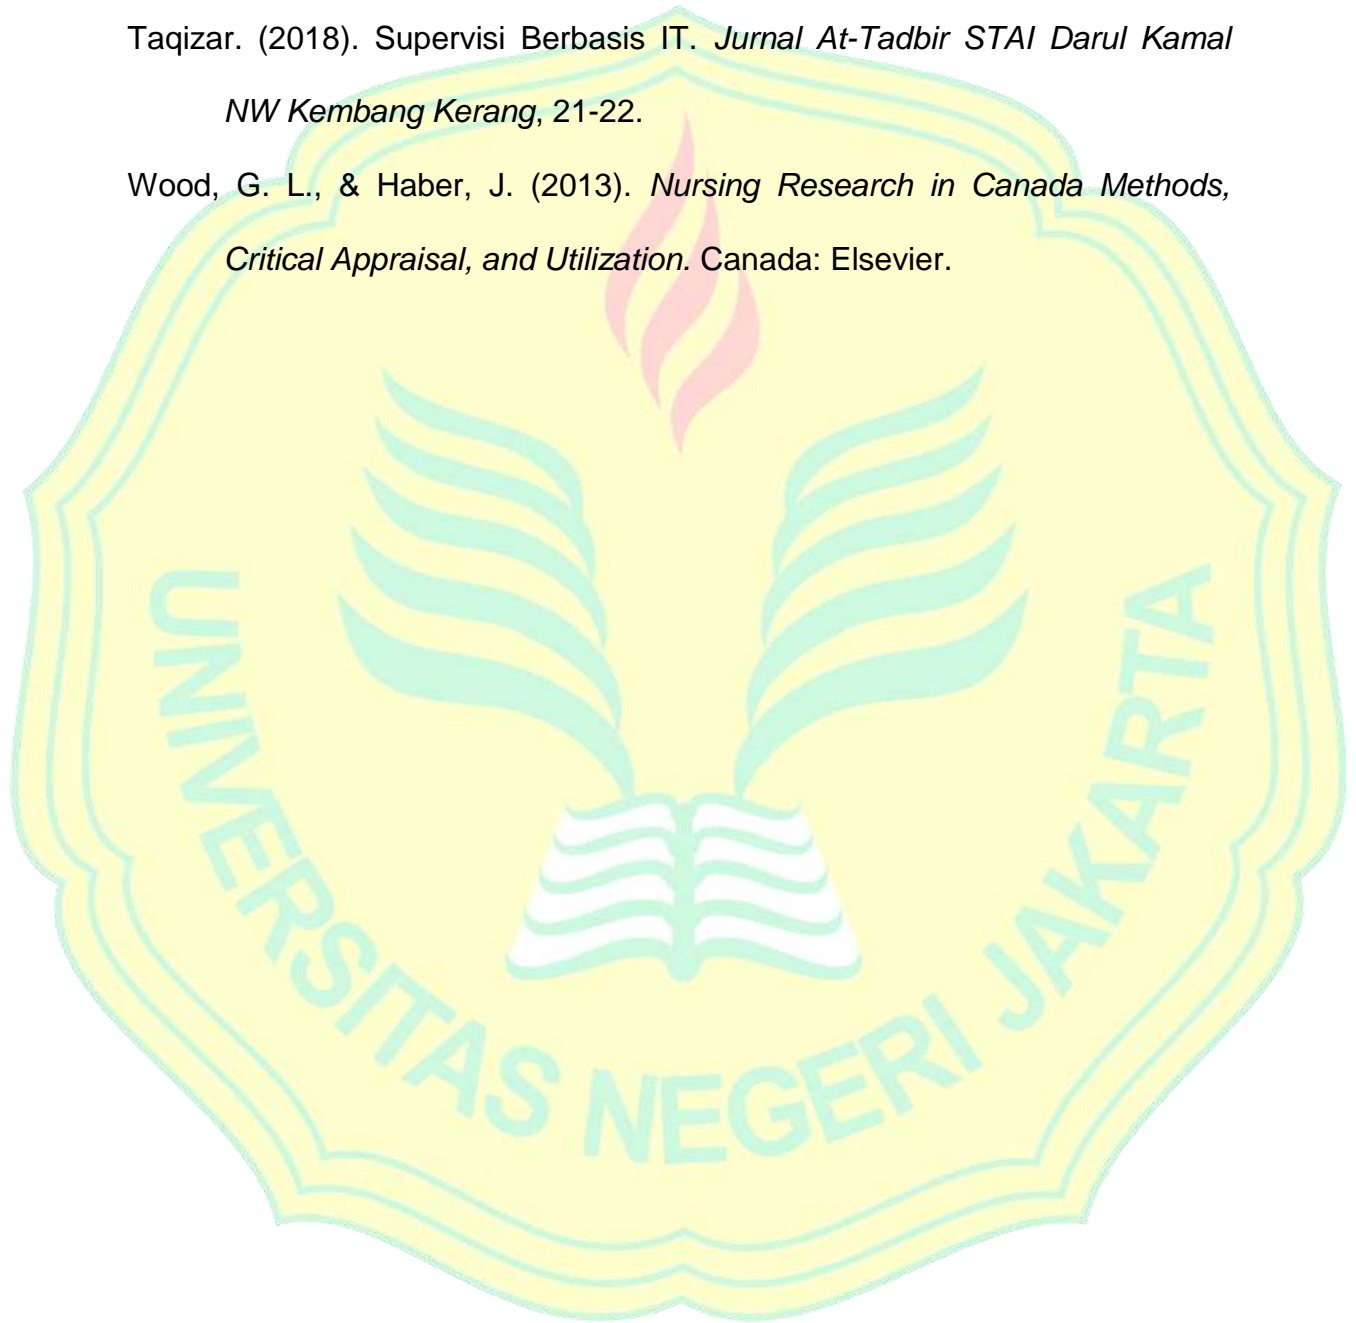 Taqizar. (2018). Supervisi Berbasis IT. Jurnal At-Tadbir STAI Darul Kamal
NW Kembang Kerang, 21-22.
Wood, G. L., & Haber, J. (2013). Nursing Research in Canada Methods,
Critical Appraisal, and Utilization. Canada: Elsevier.
UNIVERSITAS NEGERI JAKARTA